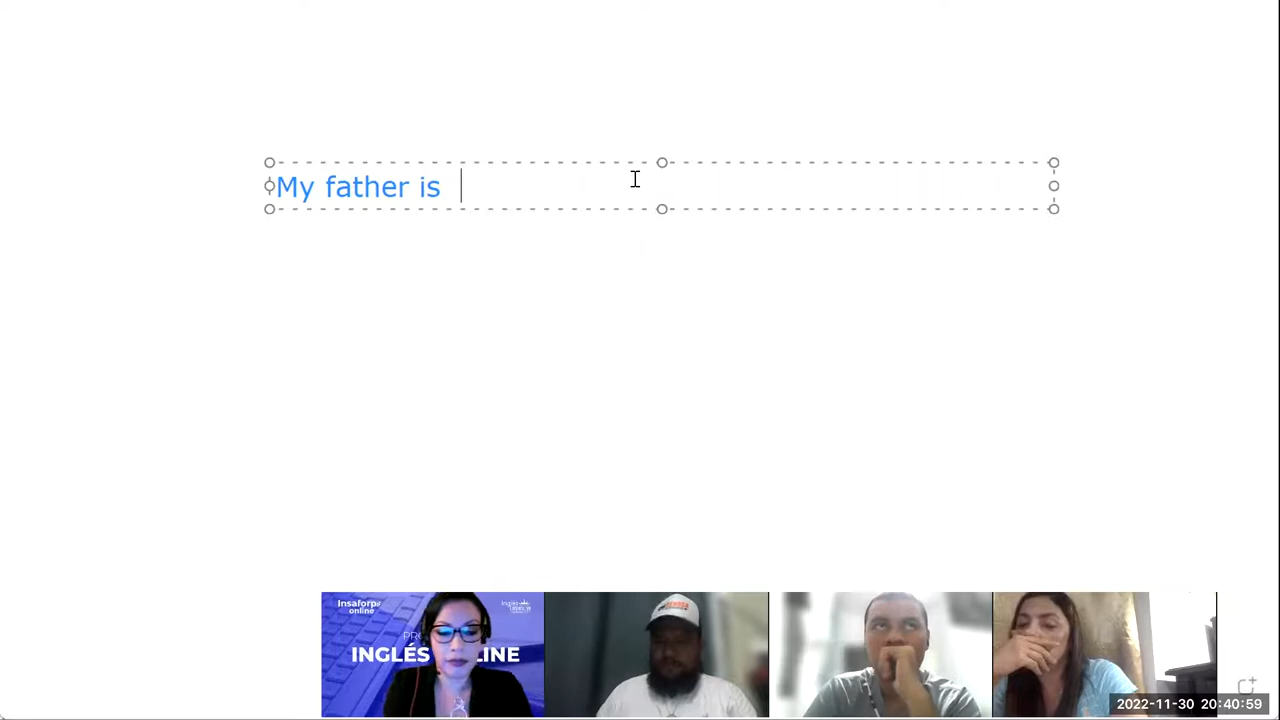 My father is
Insaforp
online
INGLÉS
LINE
2022-11-30 20:40:59